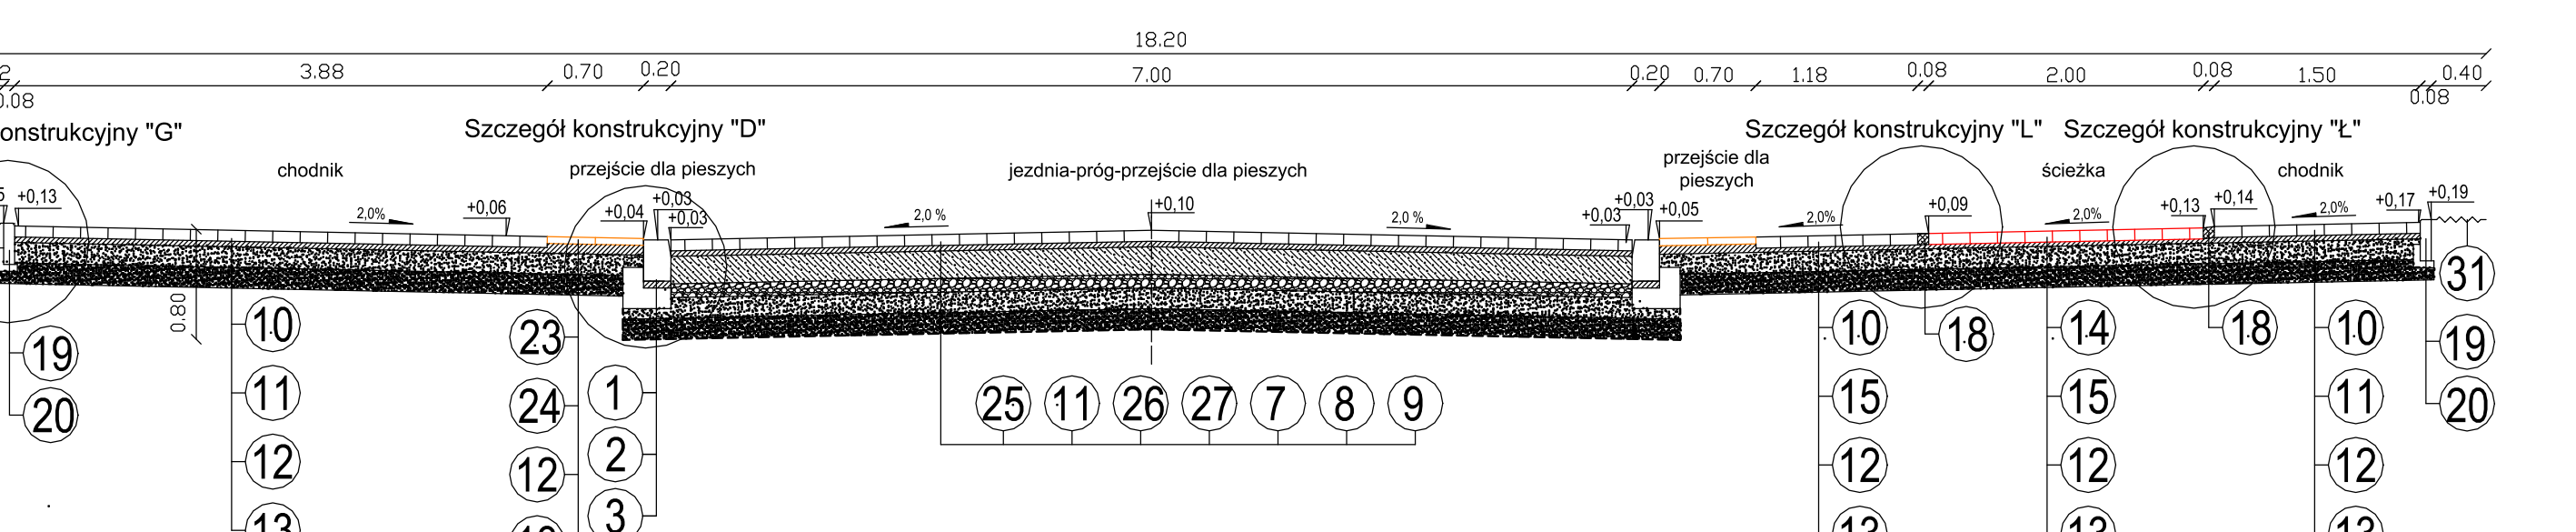 18.20
3.88 0.70 0.20 7.00 0.20 0.70 1.18 0.08 2.00 0.08 1.50 0.40
0.08 0.08
onstrukcyjny "G" Szczegół konstrukcyjny "D" Szczegół konstrukcyjny "L" Szczegół konstrukcyjny "Ł"
chodnik przejście dla pieszych jezdnia-próg-przejście dla pieszych przejście dla
pieszych ścieżka chodnik
+0,13 2,0% +0,06 +0,04 +0,03 +0,03 2,0 % +0,10 2,0 % +0,03 +0,03 +0,05 2,0% +0,09 2,0% +0,13 +0,14 2,0% +0,17 +0,19
0.80
31
19 10 23 10 18 14 18 10 19
20 11 24 1 25 11 26 27 7 8 9 15 15 11 20
12 12 2 12 12 12
13 3 13 13 13